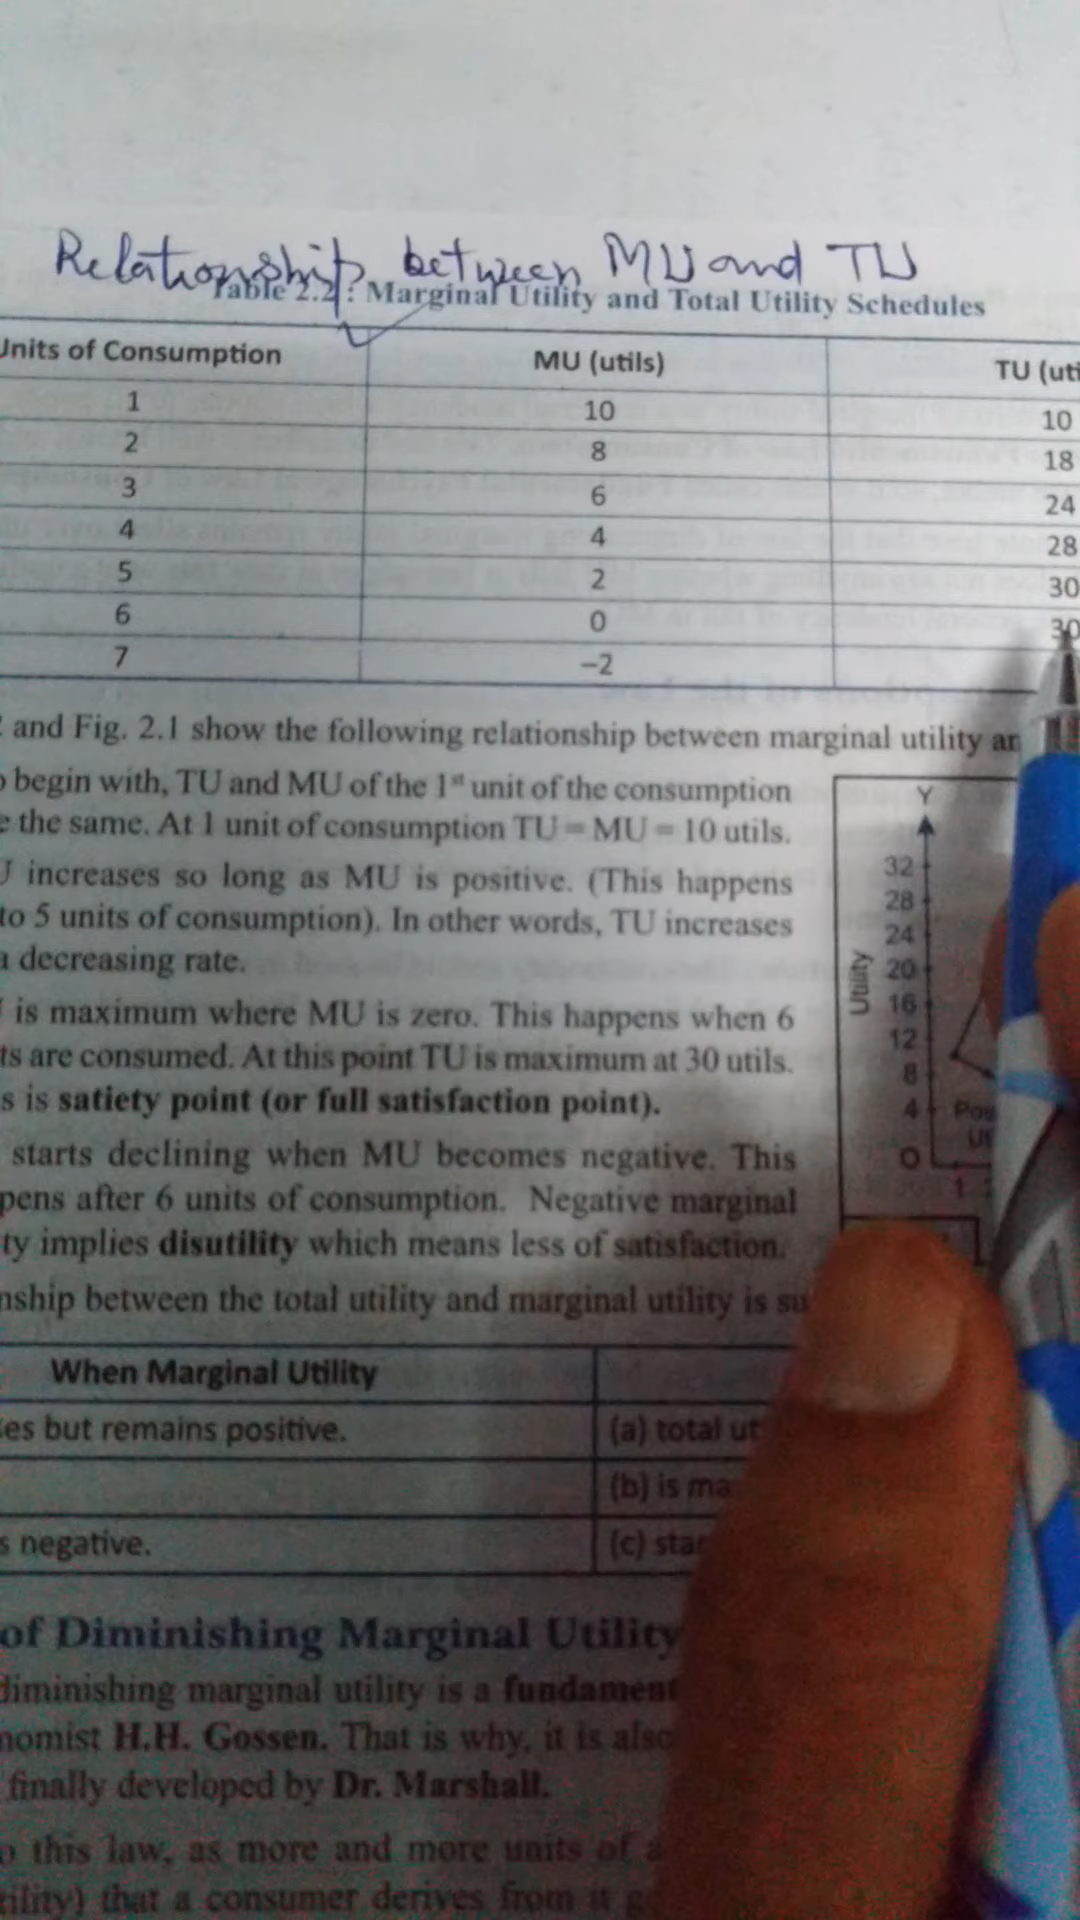 Relationship between MU and TU
Table 2.2 : Marginal Utility and Total Utility Schedules
Units of Consumption MU (utils) TU (uti
1 10 10
2 8 18
3 6 24
4 4 28
5 2 30
6 0 30
7 –2
and Fig. 2.1 show the following relationship between marginal utility an
o begin with, TU and MU of the 1st unit of the consumption
e the same. At 1 unit of consumption TU = MU = 10 utils.
U increases so long as MU is positive. (This happens
to 5 units of consumption). In other words, TU increases
a decreasing rate.
is maximum where MU is zero. This happens when 6
ts are consumed. At this point TU is maximum at 30 utils.
s is satiety point (or full satisfaction point).
starts declining when MU becomes negative. This
pens after 6 units of consumption. Negative marginal
ty implies disutility which means less of satisfaction.
Y
32
28
24
20
Utility
16
12
8
4 Pos
O
1
nship between the total utility and marginal utility is su
When Marginal Utility
ses but remains positive. (a) total ut
(b) is ma
s negative. (c) star
of Diminishing Marginal Utility
diminishing marginal utility is a fundament
nomist H.H. Gossen. That is why, it is also
finally developed by Dr. Marshall.
o this law, as more and more units of a
tility) that a consumer derives from it g